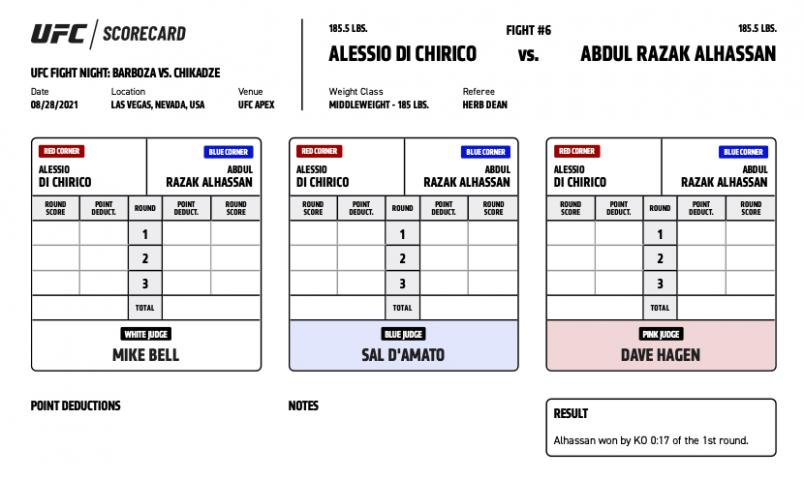 UFC / SCORECARD
UFC FIGHT NIGHT: BARBOZA VS. CHIKADZE
Date Location Venue
08/28/2021 LAS VEGAS, NEVADA, USA UFC APEX
185.5 LBS. FIGHT #6 185.5 LBS.
ALESSIO DI CHIRICO vs. ABDUL RAZAK ALHASSAN
Weight Class Referee
MIDDLEWEIGHT - 185 LBS. HERB DEAN
RED CORNER BLUE CORNER
ALESSIO ABDUL
DI CHIRICO RAZAK ALHASSAN
ROUND POINT ROUND POINT ROUND
SCORE DEDUCT. DEDUCT. SCORE
1
2
3
TOTAL
WHITE JUDGE
MIKE BELL
RED CORNER BLUE CORNER
ALESSIO ABDUL
DI CHIRICO RAZAK ALHASSAN
ROUND POINT ROUND POINT ROUND
SCORE DEDUCT. DEDUCT. SCORE
1
2
3
TOTAL
BLUE JUDGE
SAL D'AMATO
RED CORNER BLUE CORNER
ALESSIO ABDUL
DI CHIRICO RAZAK ALHASSAN
ROUND POINT ROUND POINT ROUND
SCORE DEDUCT. DEDUCT. SCORE
1
2
3
TOTAL
PINK JUDGE
DAVE HAGEN
POINT DEDUCTIONS
NOTES
RESULT
Alhassan won by KO 0:17 of the 1st round.